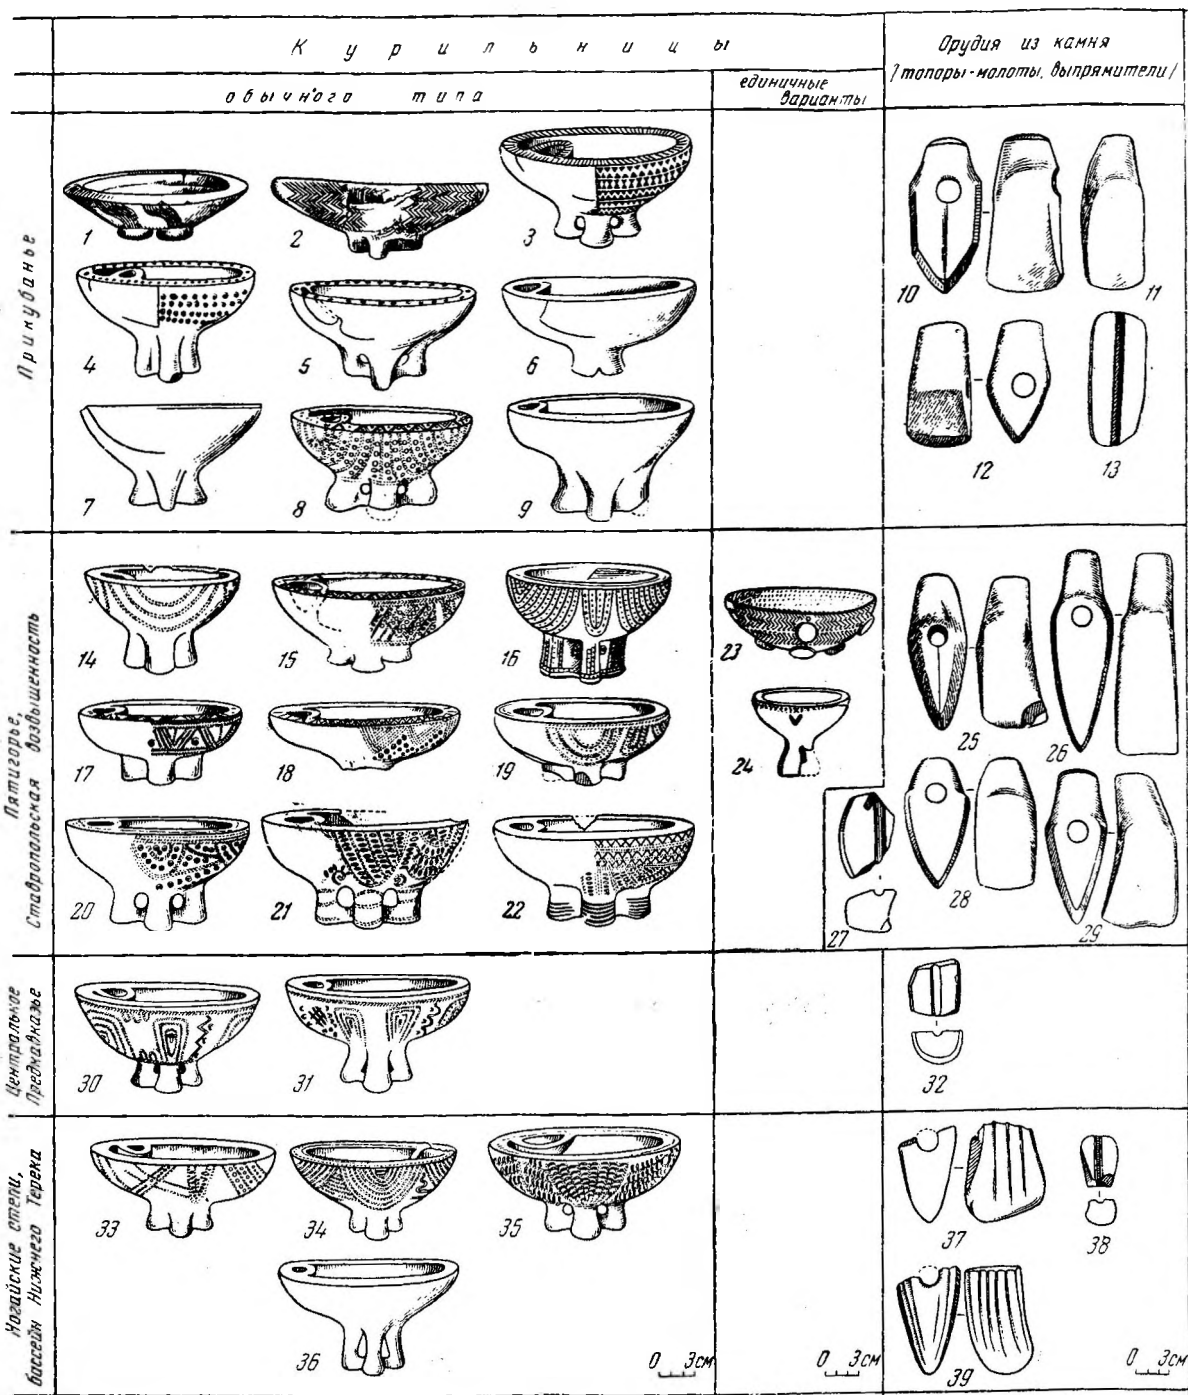 Курильницы
Орудия из камня
/топоры-молоты, выпрямители/
обычного типа
единичные
варианты
Прикубанье
1 2 3
4 5 6
7 8 9
10 11
12 13
Пятигорье,
Ставропольская возвышенность
14 15 16
17 18 19
20 21 22
23
24
25 26
27 28 29
Централькое
Предкавказье
30 31
32
Ногайские степи,
бассейн Нижнего Терека
33 34 35
36
37 38
39
0 3см
0 3см
0 3см